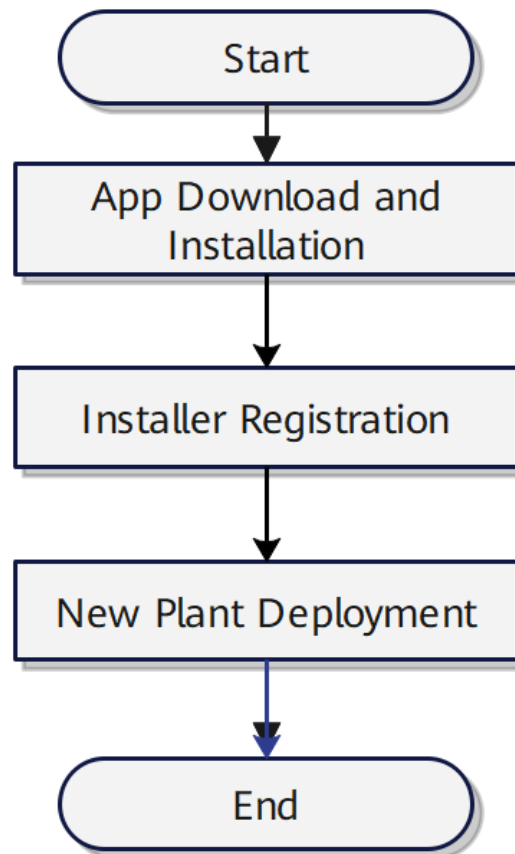 Start
App Download and
Installation
Installer Registration
New Plant Deployment
End